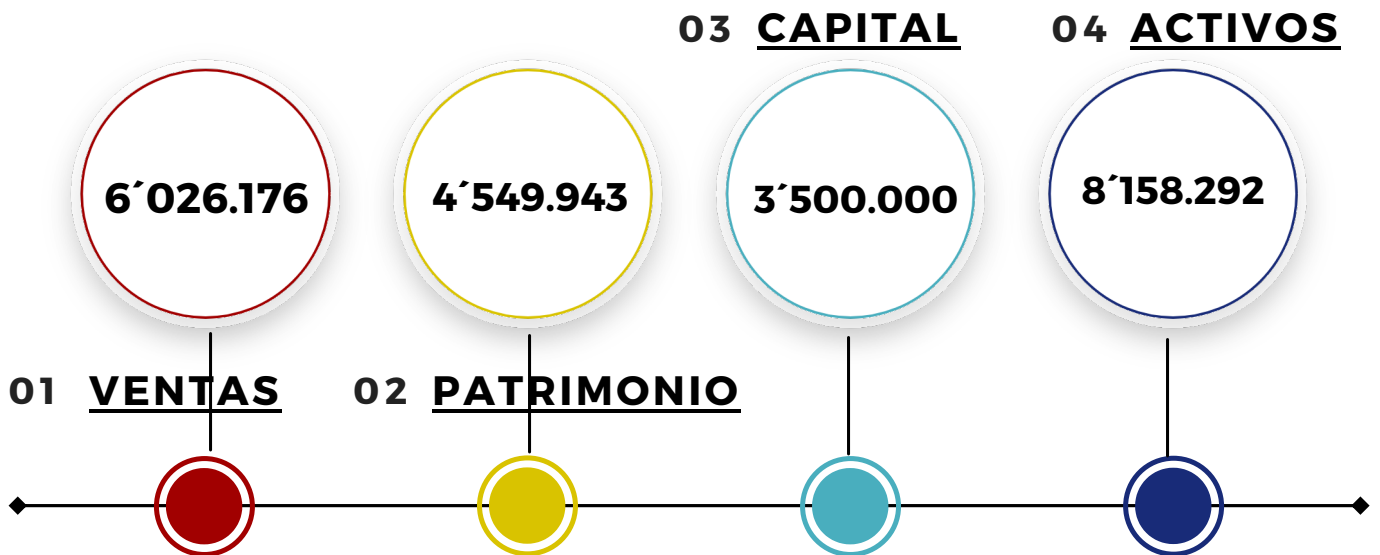 03 CAPITAL
04 ACTIVOS
6´026.176
4´549.943
3´500.000
8´158.292
01 VENTAS
02 PATRIMONIO